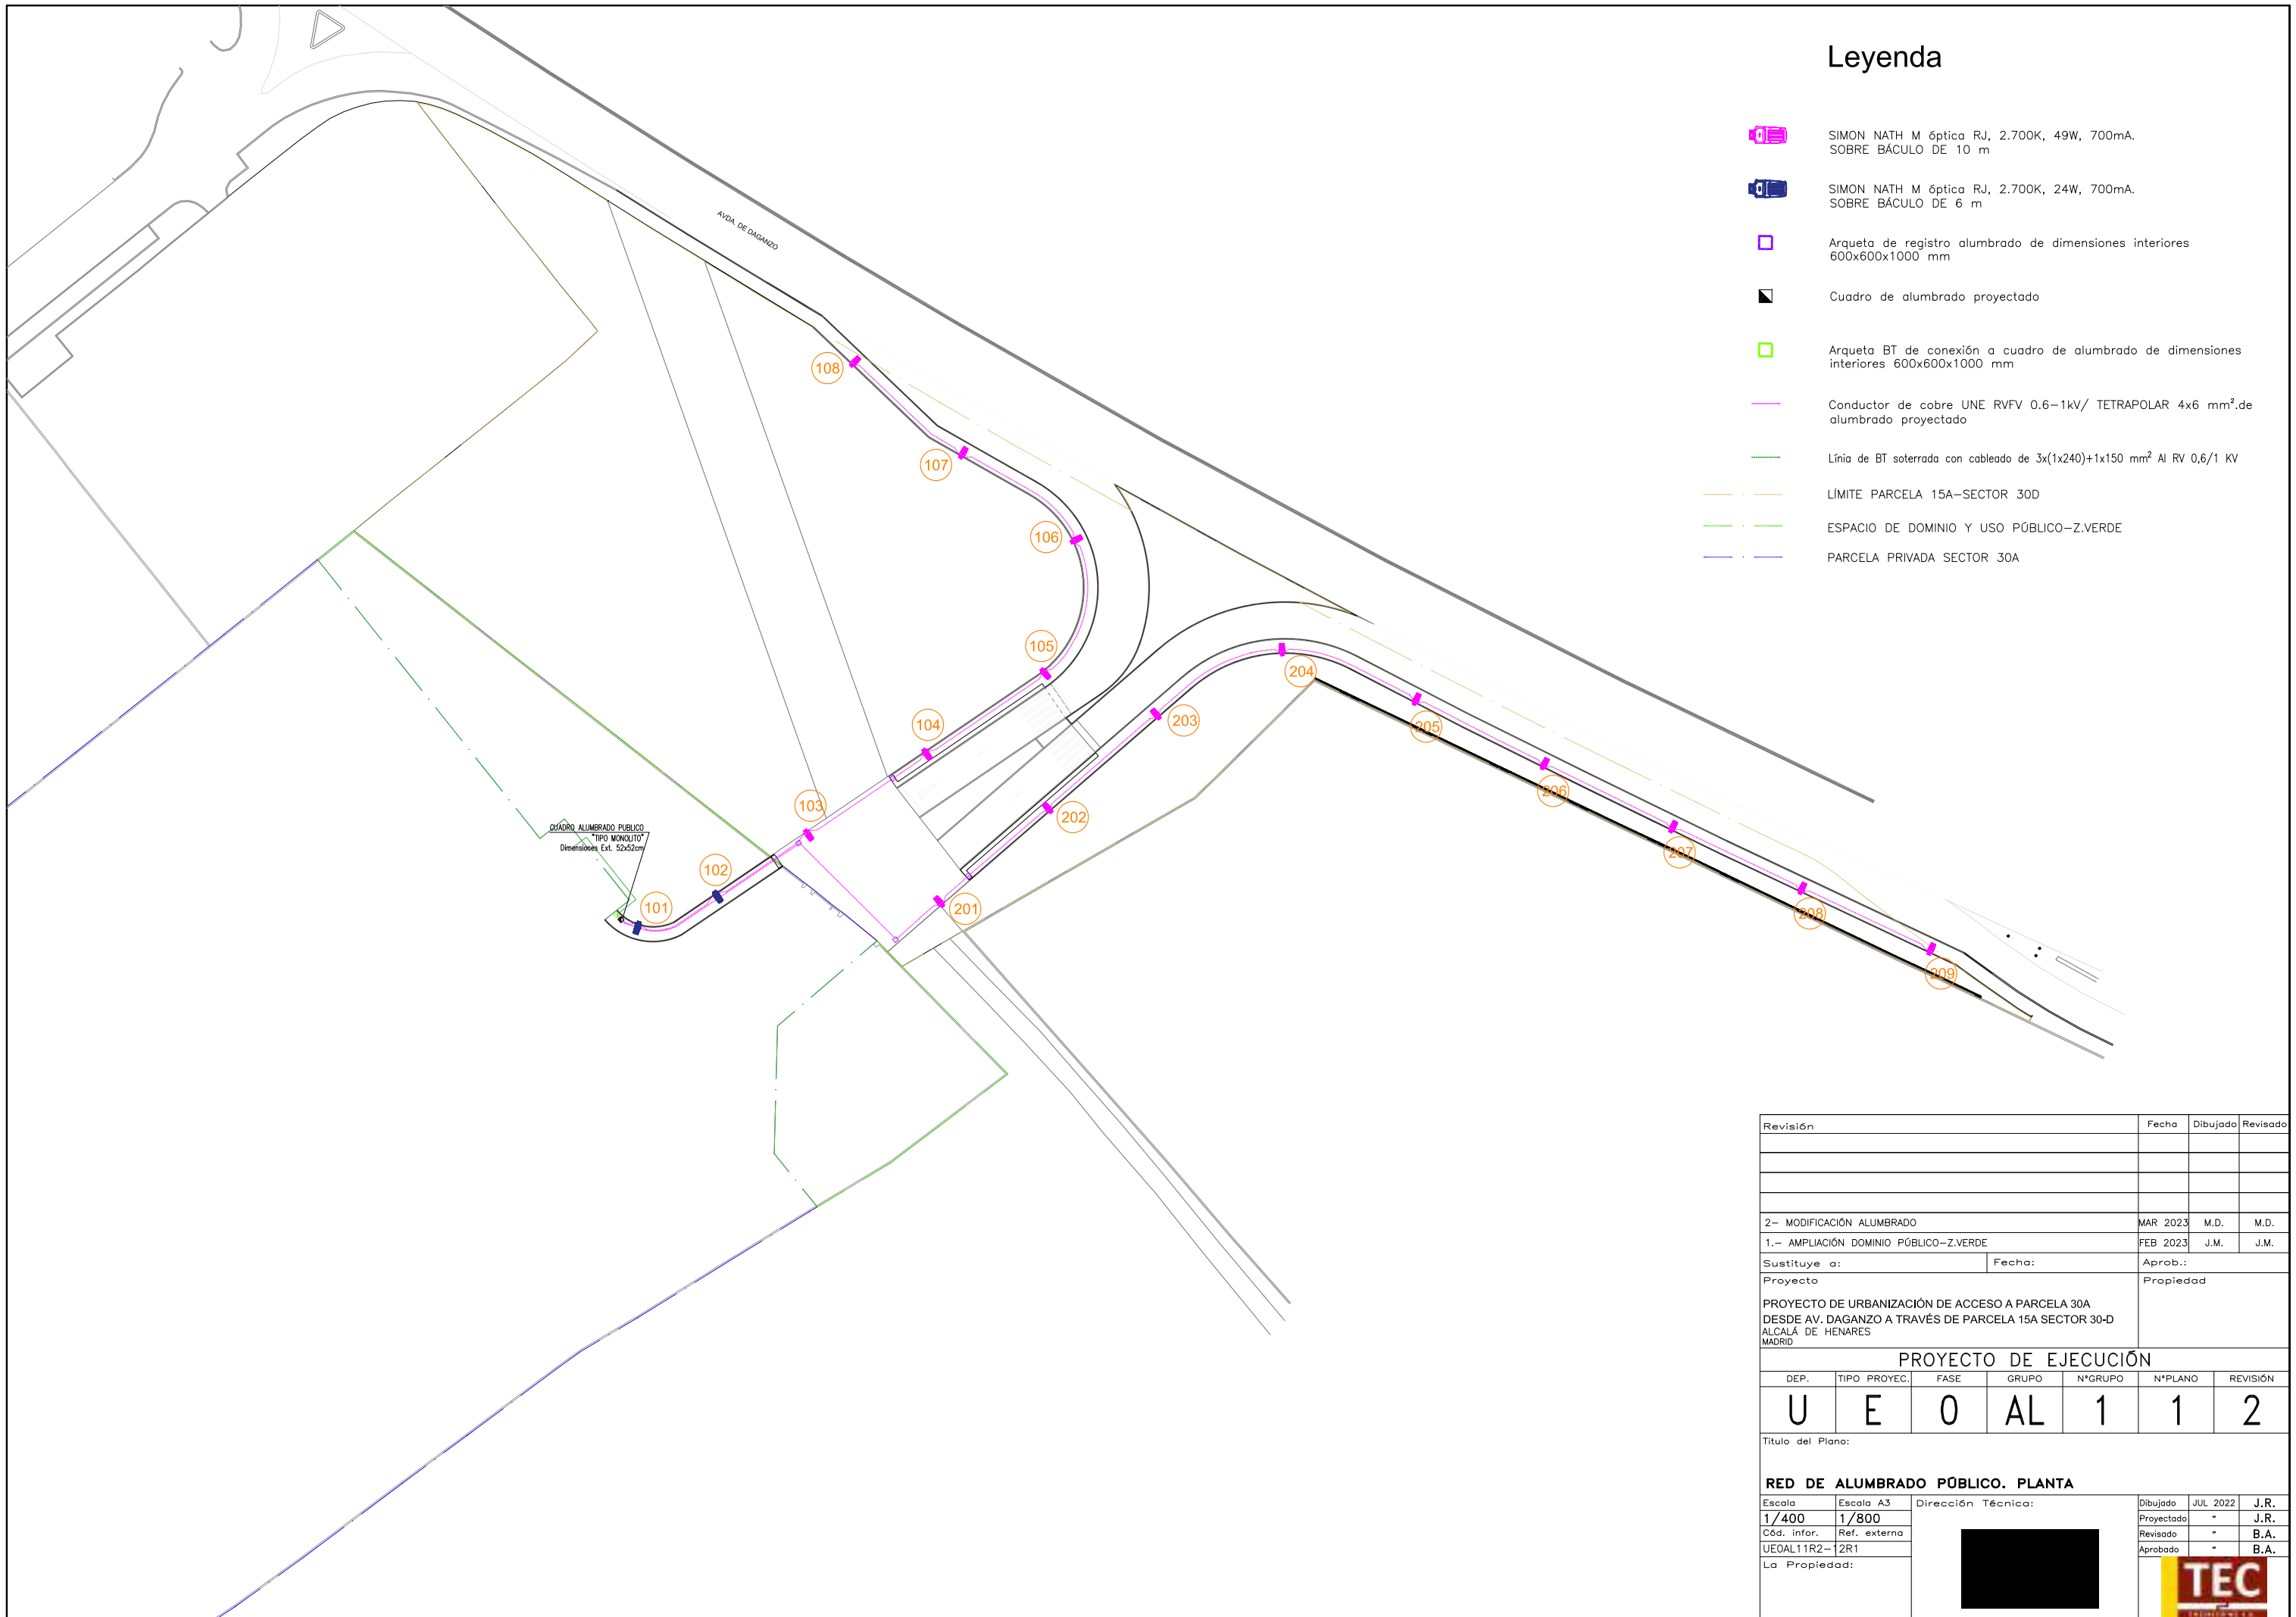 Leyenda
SIMON NATH M óptica RJ, 2.700K, 49W, 700mA.
SOBRE BÁCULO DE 10 m
SIMON NATH M óptica RJ, 2.700K, 24W, 700mA.
SOBRE BÁCULO DE 6 m
Arqueta de registro alumbrado de dimensiones interiores
600x600x1000 mm
Cuadro de alumbrado proyectado
Arqueta BT de conexión a cuadro de alumbrado de dimensiones
interiores 600x600x1000 mm
Conductor de cobre UNE RVFV 0.6-1kV/ TETRAPOLAR 4x6 mm².de
alumbrado proyectado
Línia de BT soterrada con cableado de 3x(1x240)+1x150 mm² Al RV 0,6/1 KV
LÍMITE PARCELA 15A-SECTOR 30D
ESPACIO DE DOMINIO Y USO PÚBLICO-Z.VERDE
PARCELA PRIVADA SECTOR 30A
AVDA. DE DAGANZO
108
107
106
105
104
103
102
101
CUADRO ALUMBRADO PUBLICO
"TIPO MONOLITO"
Dimensiones Ext. 52x52cm
201
202
203
204
205
206
207
208
209
Revisión Fecha Dibujado Revisado
2- MODIFICACIÓN ALUMBRADO MAR 2023 M.D. M.D.
1.- AMPLIACIÓN DOMINIO PÚBLICO-Z.VERDE FEB 2023 J.M. J.M.
Sustituye a: Fecha: Aprob.:
Proyecto Propiedad
PROYECTO DE URBANIZACIÓN DE ACCESO A PARCELA 30A
DESDE AV. DAGANZO A TRAVÉS DE PARCELA 15A SECTOR 30-D
ALCALÁ DE HENARES
MADRID
PROYECTO DE EJECUCIÓN
DEP. TIPO PROYEC. FASE GRUPO NºGRUPO NºPLANO REVISIÓN
U E 0 AL 1 1 2
Título del Plano:
RED DE ALUMBRADO PÚBLICO. PLANTA
Escala Escala A3 Dirección Técnica: Dibujado JUL 2022 J.R.
1/400 1/800 Proyectado " J.R.
Cód. infor. Ref. externa Revisado " B.A.
UE0AL11R2-12R1 Aprobado " B.A.
La Propiedad:
TEC